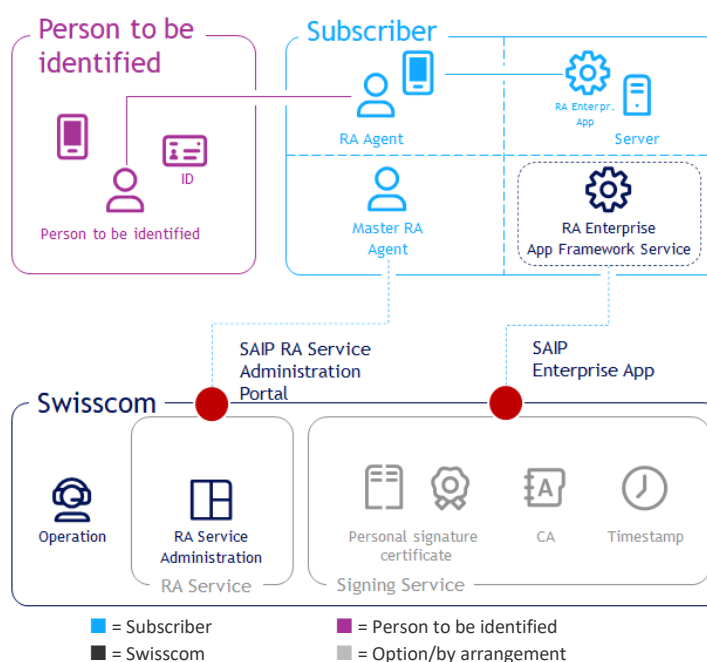 Person to be
identified
Subscriber
RA Enterpr.
App
RA Agent
Server
ID
Person to be identified
Master RA
Agent
RA Enterprise
App Framework Service
SAIP RA Service
Administration
Portal
SAIP
Enterprise App
Swisscom
Operation
RA Service
Administration
Personal signature
certificate
A
CA
Timestamp
RA Service
Signing Service
= Subscriber
= Person to be identified
= Swisscom
= Option/by arrangement